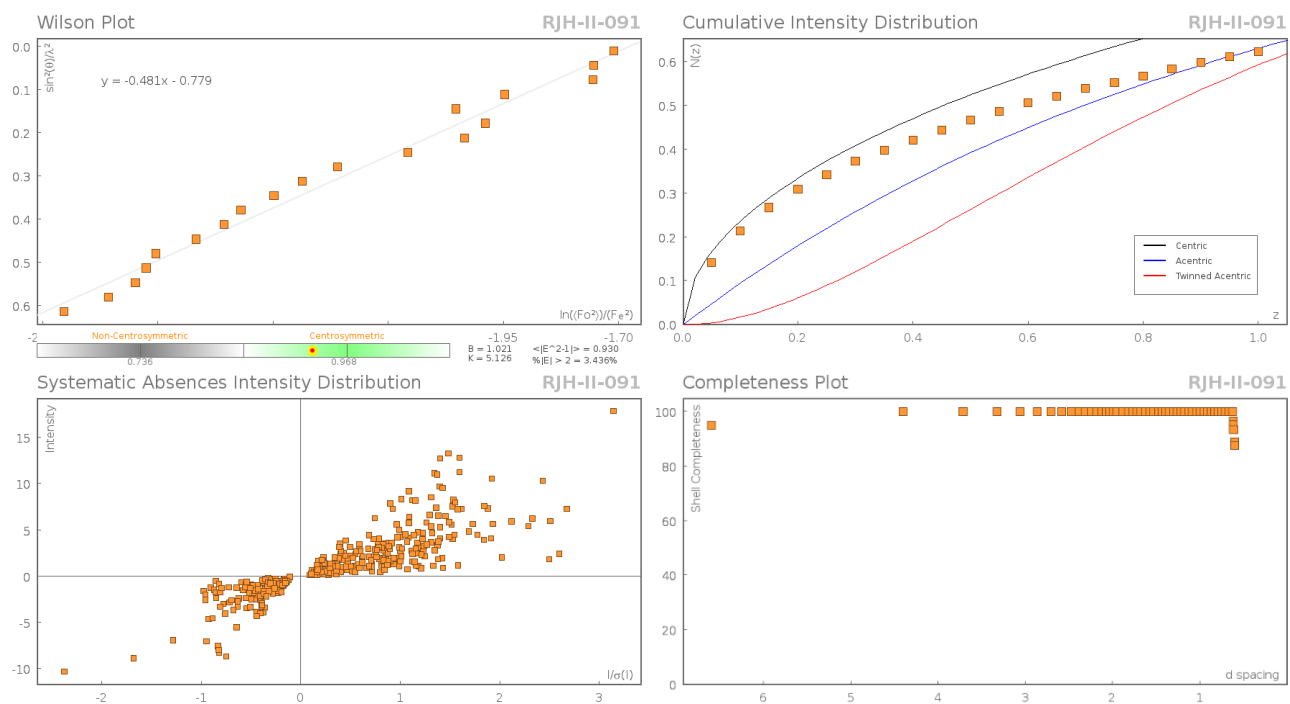 Wilson Plot RJH-II-091
sin²(θ)/λ²
y = -0.481x - 0.779
0.0
0.1
0.2
0.3
0.4
0.5
0.6
ln(⟨Fo²⟩)/(Fe²)
-2 -1.95 -1.70
Non-Centrosymmetric Centrosymmetric
0.736 0.968
B = 1.021 <|E^2-1|> = 0.930
K = 5.126 %|E| > 2 = 3.436%
Cumulative Intensity Distribution RJH-II-091
N(z)
0.6
0.5
0.4
0.3
0.2
0.1
0.0
Centric
Acentric
Twinned Acentric
z
0.0 0.2 0.4 0.6 0.8 1.0
Systematic Absences Intensity Distribution RJH-II-091
Intensity
15
10
5
0
-5
-10
I/σ(I)
-2 -1 0 1 2 3
Completeness Plot RJH-II-091
Shell Completeness
100
80
60
40
20
0
d spacing
6 5 4 3 2 1